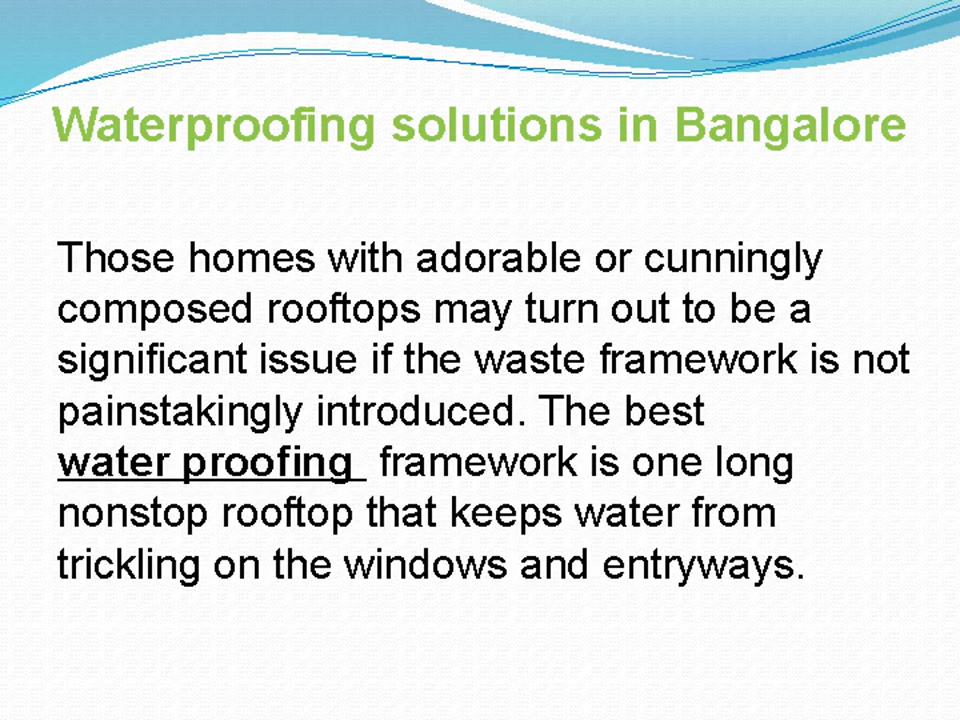 Waterproofing solutions in Bangalore
Those homes with adorable or cunningly
composed rooftops may turn out to be a
significant issue if the waste framework is not
painstakingly introduced. The best
water proofing framework is one long
nonstop rooftop that keeps water from
trickling on the windows and entryways.